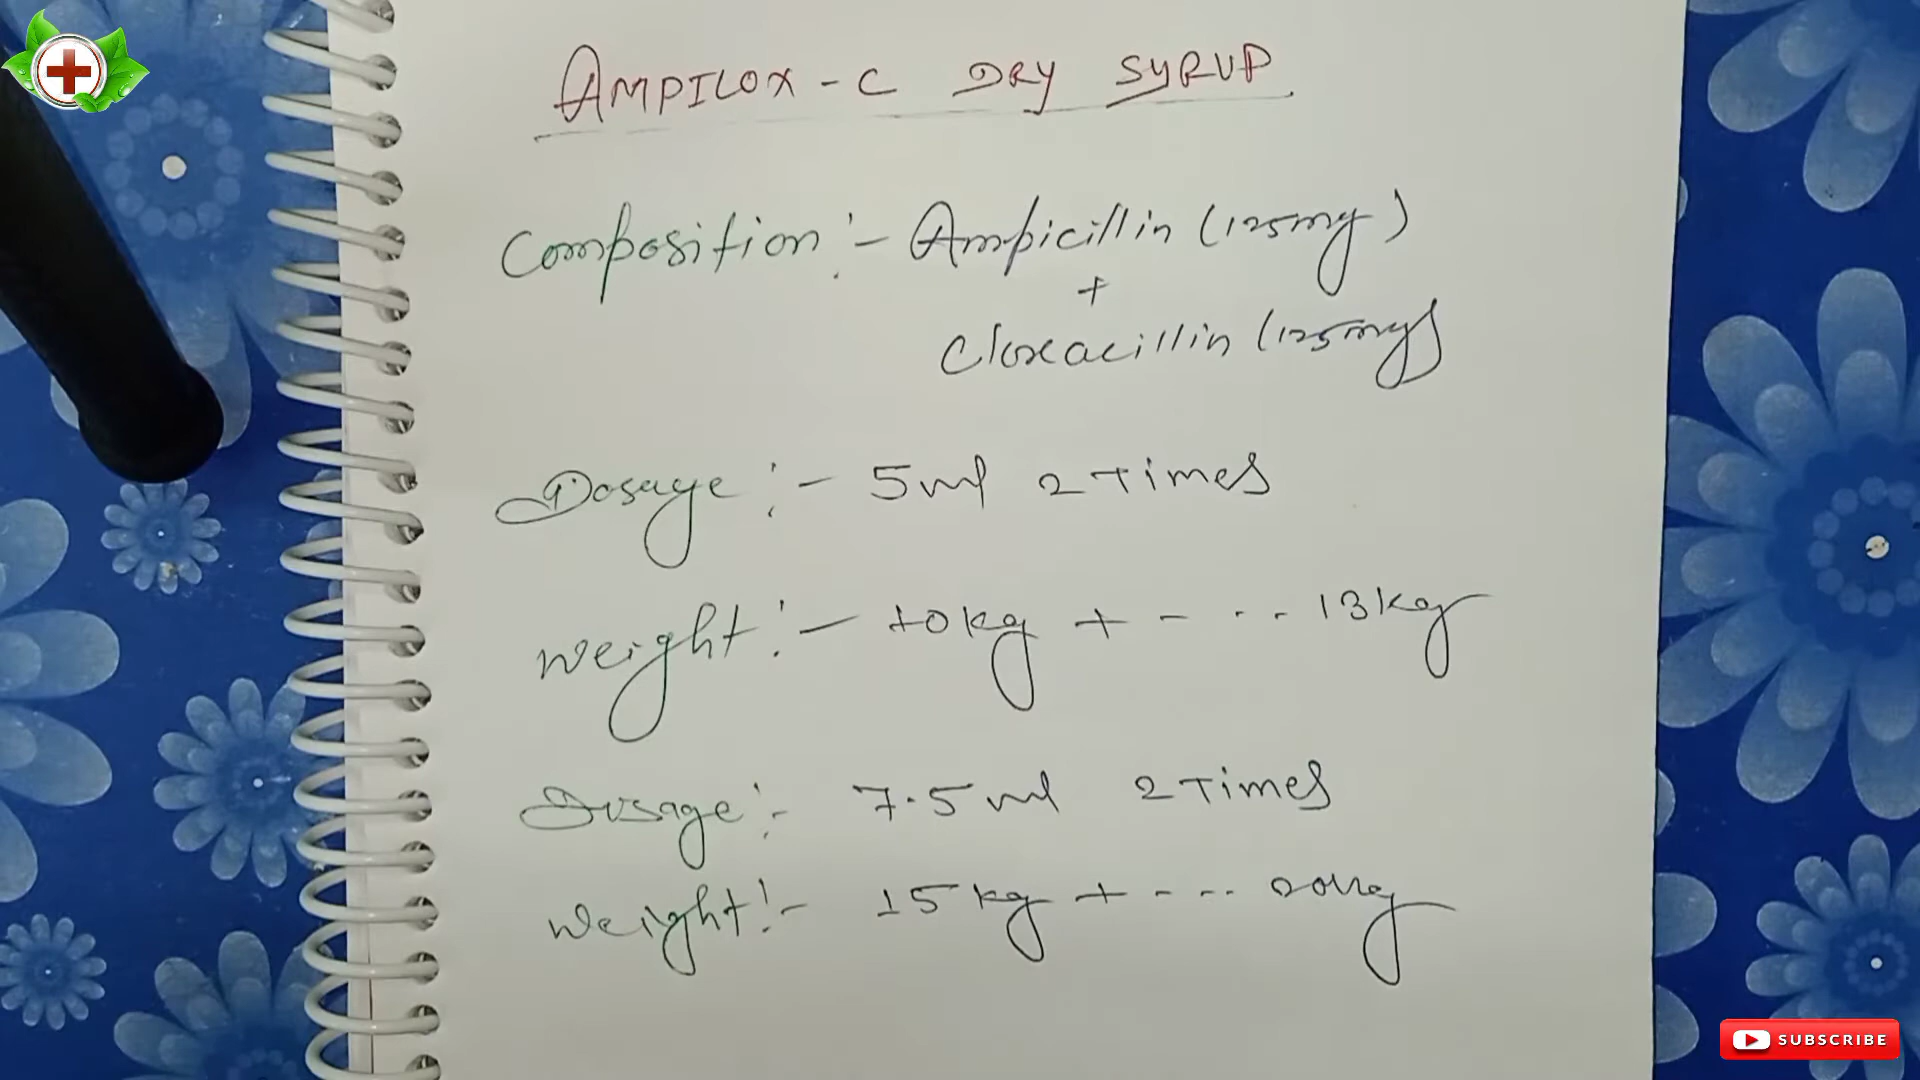 AMPILOX - C DRY SYRUP
Composition :- Ampicillin (125mg)
+
Cloxacillin (125mg)
Dosage :- 5ml 2 Times
Weight :- 10kg + - .. 13kg
Dosage :- 7.5ml 2 Times
Weight :- 15kg + - -- 20kg
SUBSCRIBE